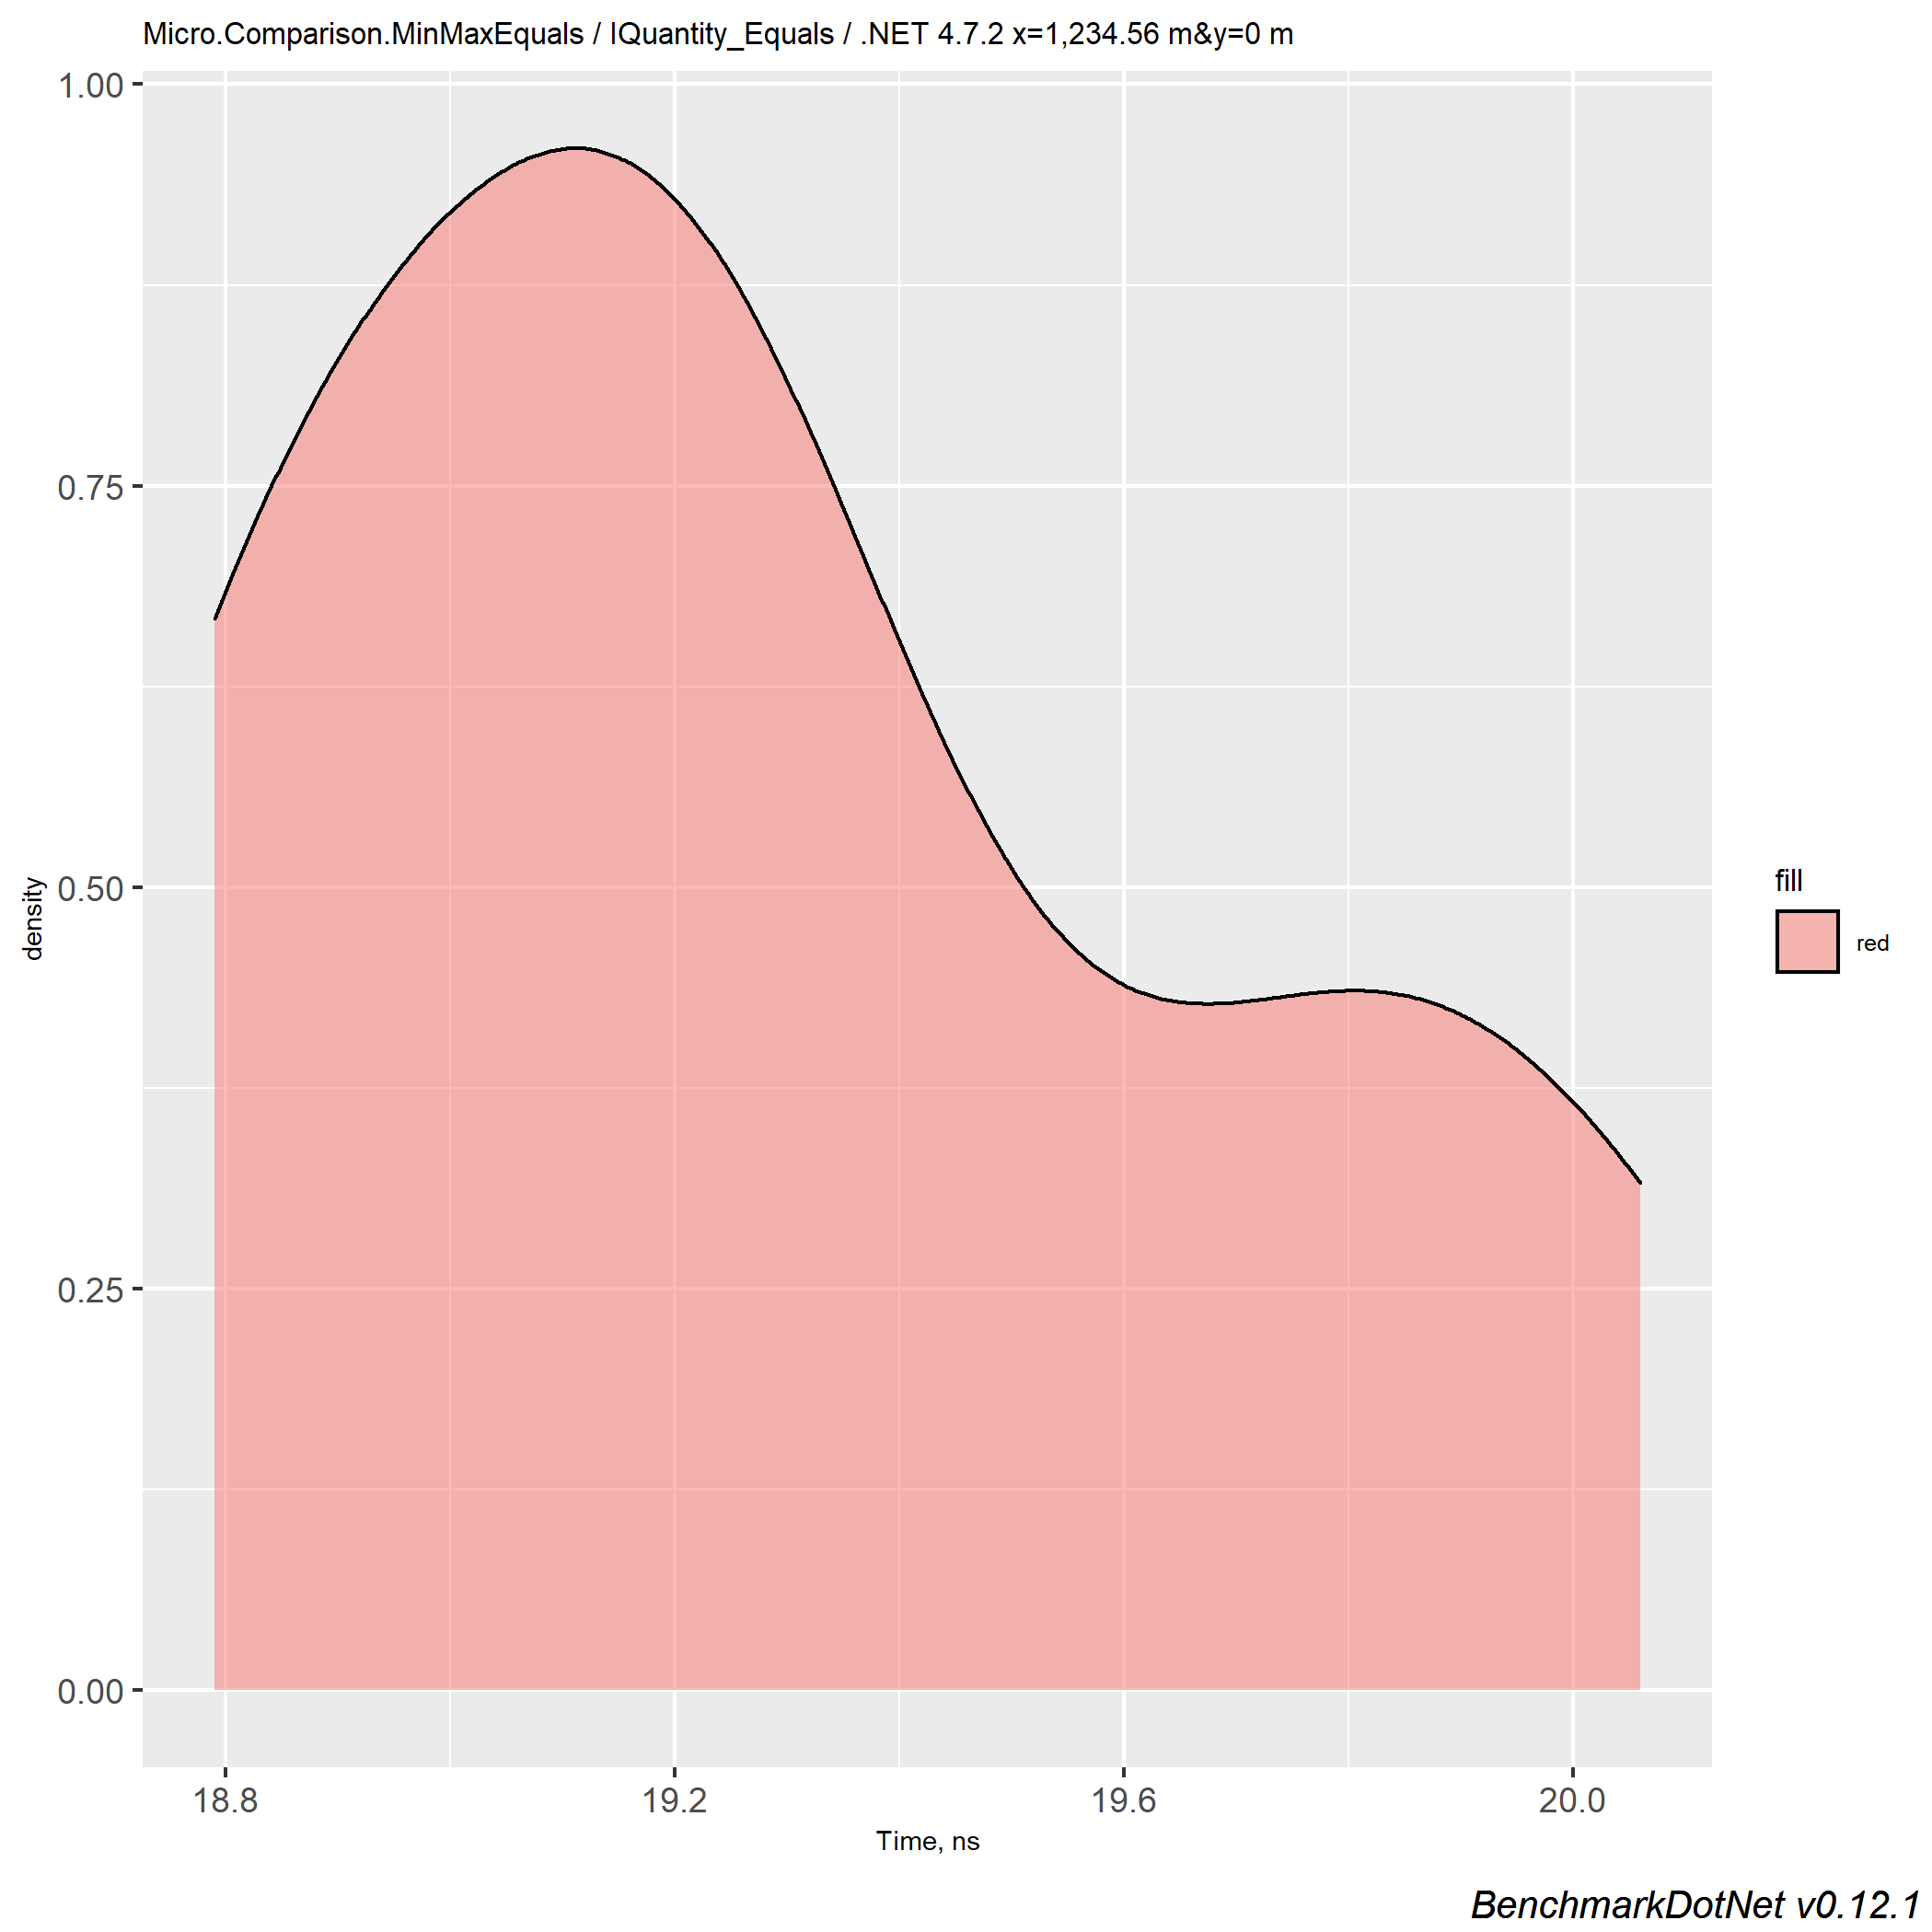 Micro.Comparison.MinMaxEquals / IQuantity_Equals / .NET 4.7.2 x=1,234.56 m&y=0 m
1.00
0.75
0.50
0.25
0.00
density
18.8 19.2 19.6 20.0
Time, ns
fill
red
BenchmarkDotNet v0.12.1